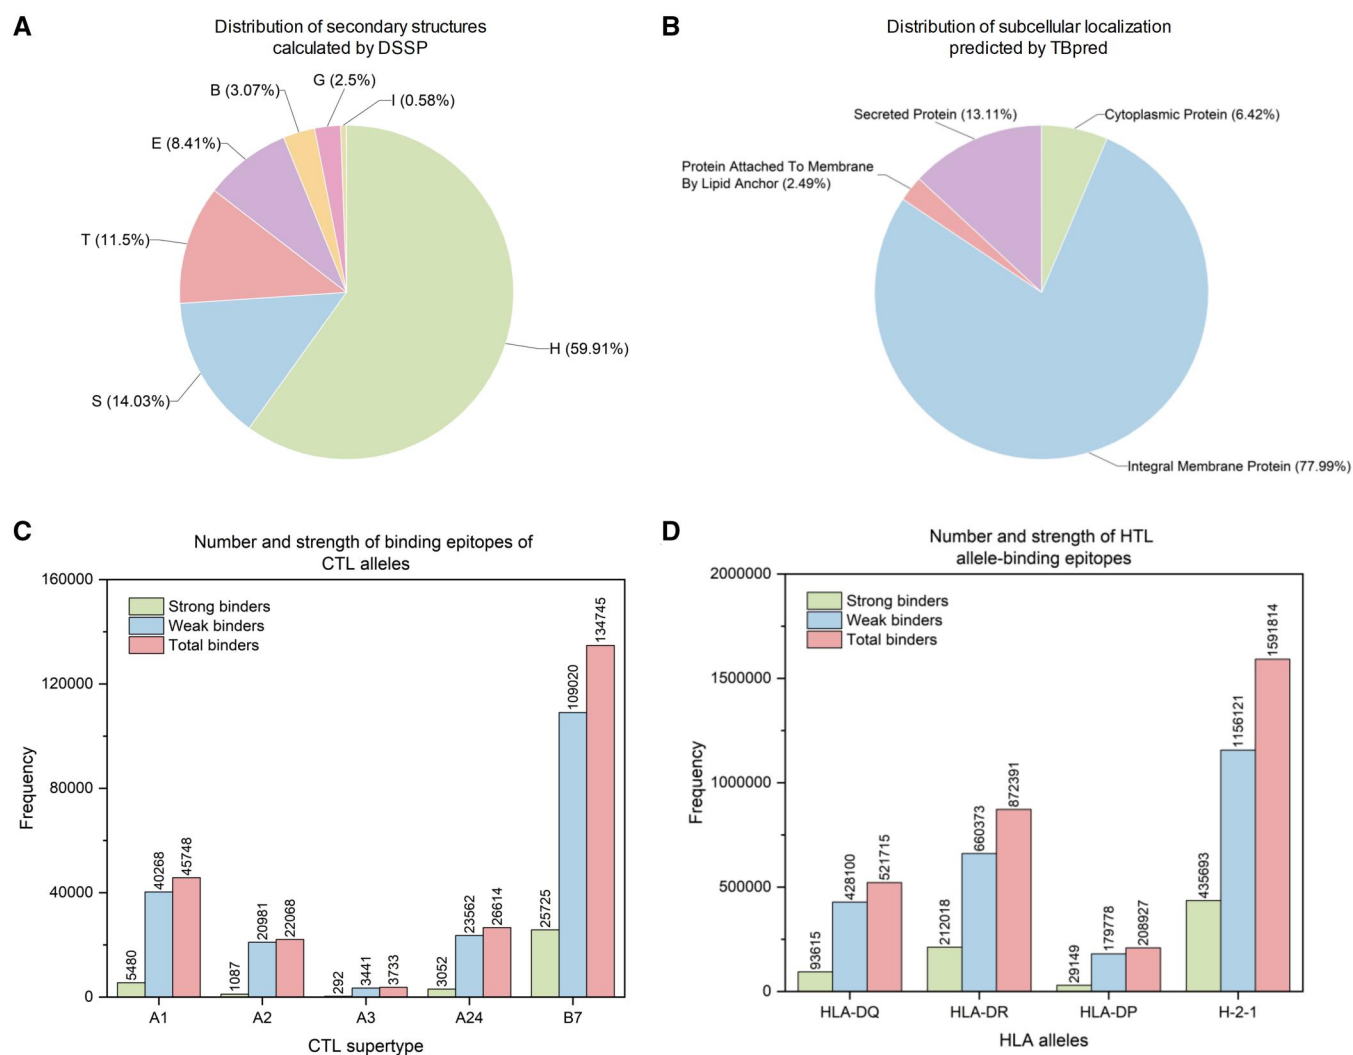 A
Distribution of secondary structures
calculated by DSSP
G (2.5%)
B (3.07%)
I (0.58%)
E (8.41%)
T (11.5%)
H (59.91%)
S (14.03%)
B
Distribution of subcellular localization
predicted by TBpred
Secreted Protein (13.11%)
Cytoplasmic Protein (6.42%)
Protein Attached To Membrane
By Lipid Anchor (2.49%)
Integral Membrane Protein (77.99%)
C
Number and strength of binding epitopes of
CTL alleles
160000
120000
80000
40000
0
Frequency
Strong binders
Weak binders
Total binders
5480
40268
45748
1087
20981
22068
292
3441
3733
3052
23562
26614
25725
109020
134745
A1
A2
A3
A24
B7
CTL supertype
D
Number and strength of HTL
allele-binding epitopes
2000000
1500000
1000000
500000
0
Frequency
Strong binders
Weak binders
Total binders
93615
428100
521715
212018
660373
872391
29149
179778
208927
435693
1156121
1591814
HLA-DQ
HLA-DR
HLA-DP
H-2-1
HLA alleles